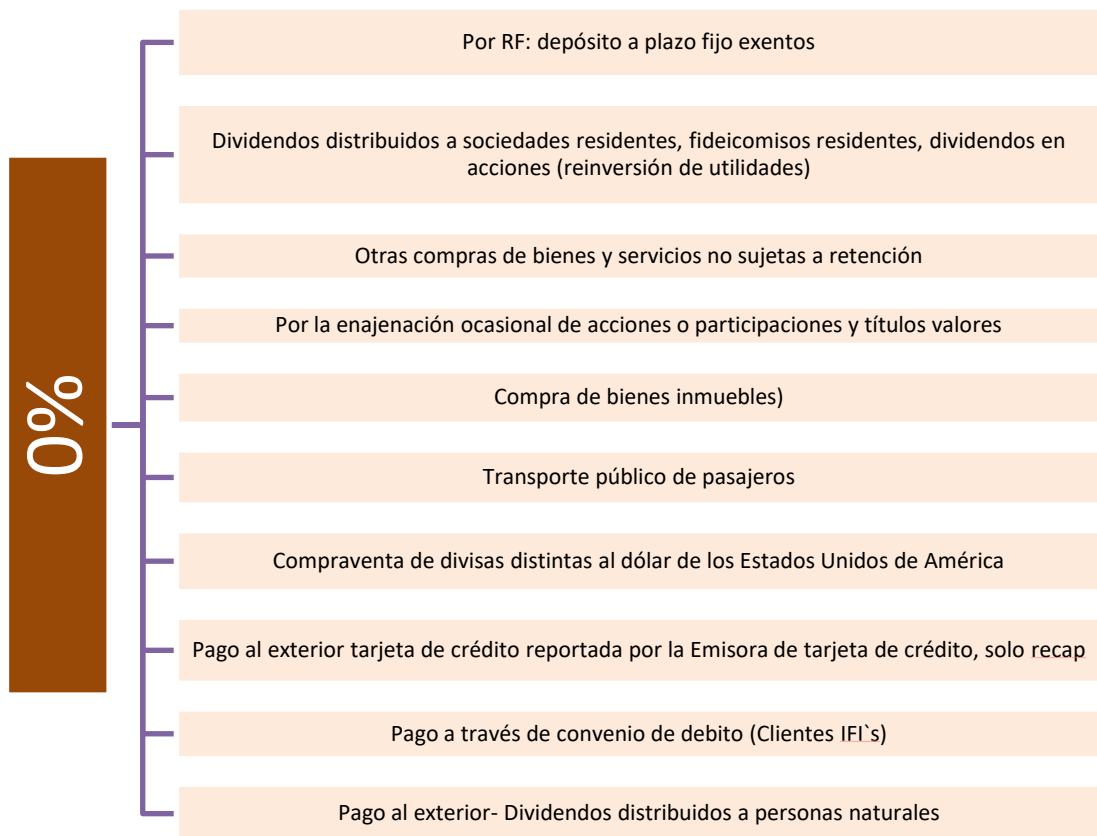 0%
Por RF: depósito a plazo fijo exentos
Dividendos distribuidos a sociedades residentes, fideicomisos residentes, dividendos en
acciones (reinversión de utilidades)
Otras compras de bienes y servicios no sujetas a retención
Por la enajenación ocasional de acciones o participaciones y títulos valores
Compra de bienes inmuebles)
Transporte público de pasajeros
Compraventa de divisas distintas al dólar de los Estados Unidos de América
Pago al exterior tarjeta de crédito reportada por la Emisora de tarjeta de crédito, solo recap
Pago a través de convenio de debito (Clientes IFI`s)
Pago al exterior- Dividendos distribuidos a personas naturales